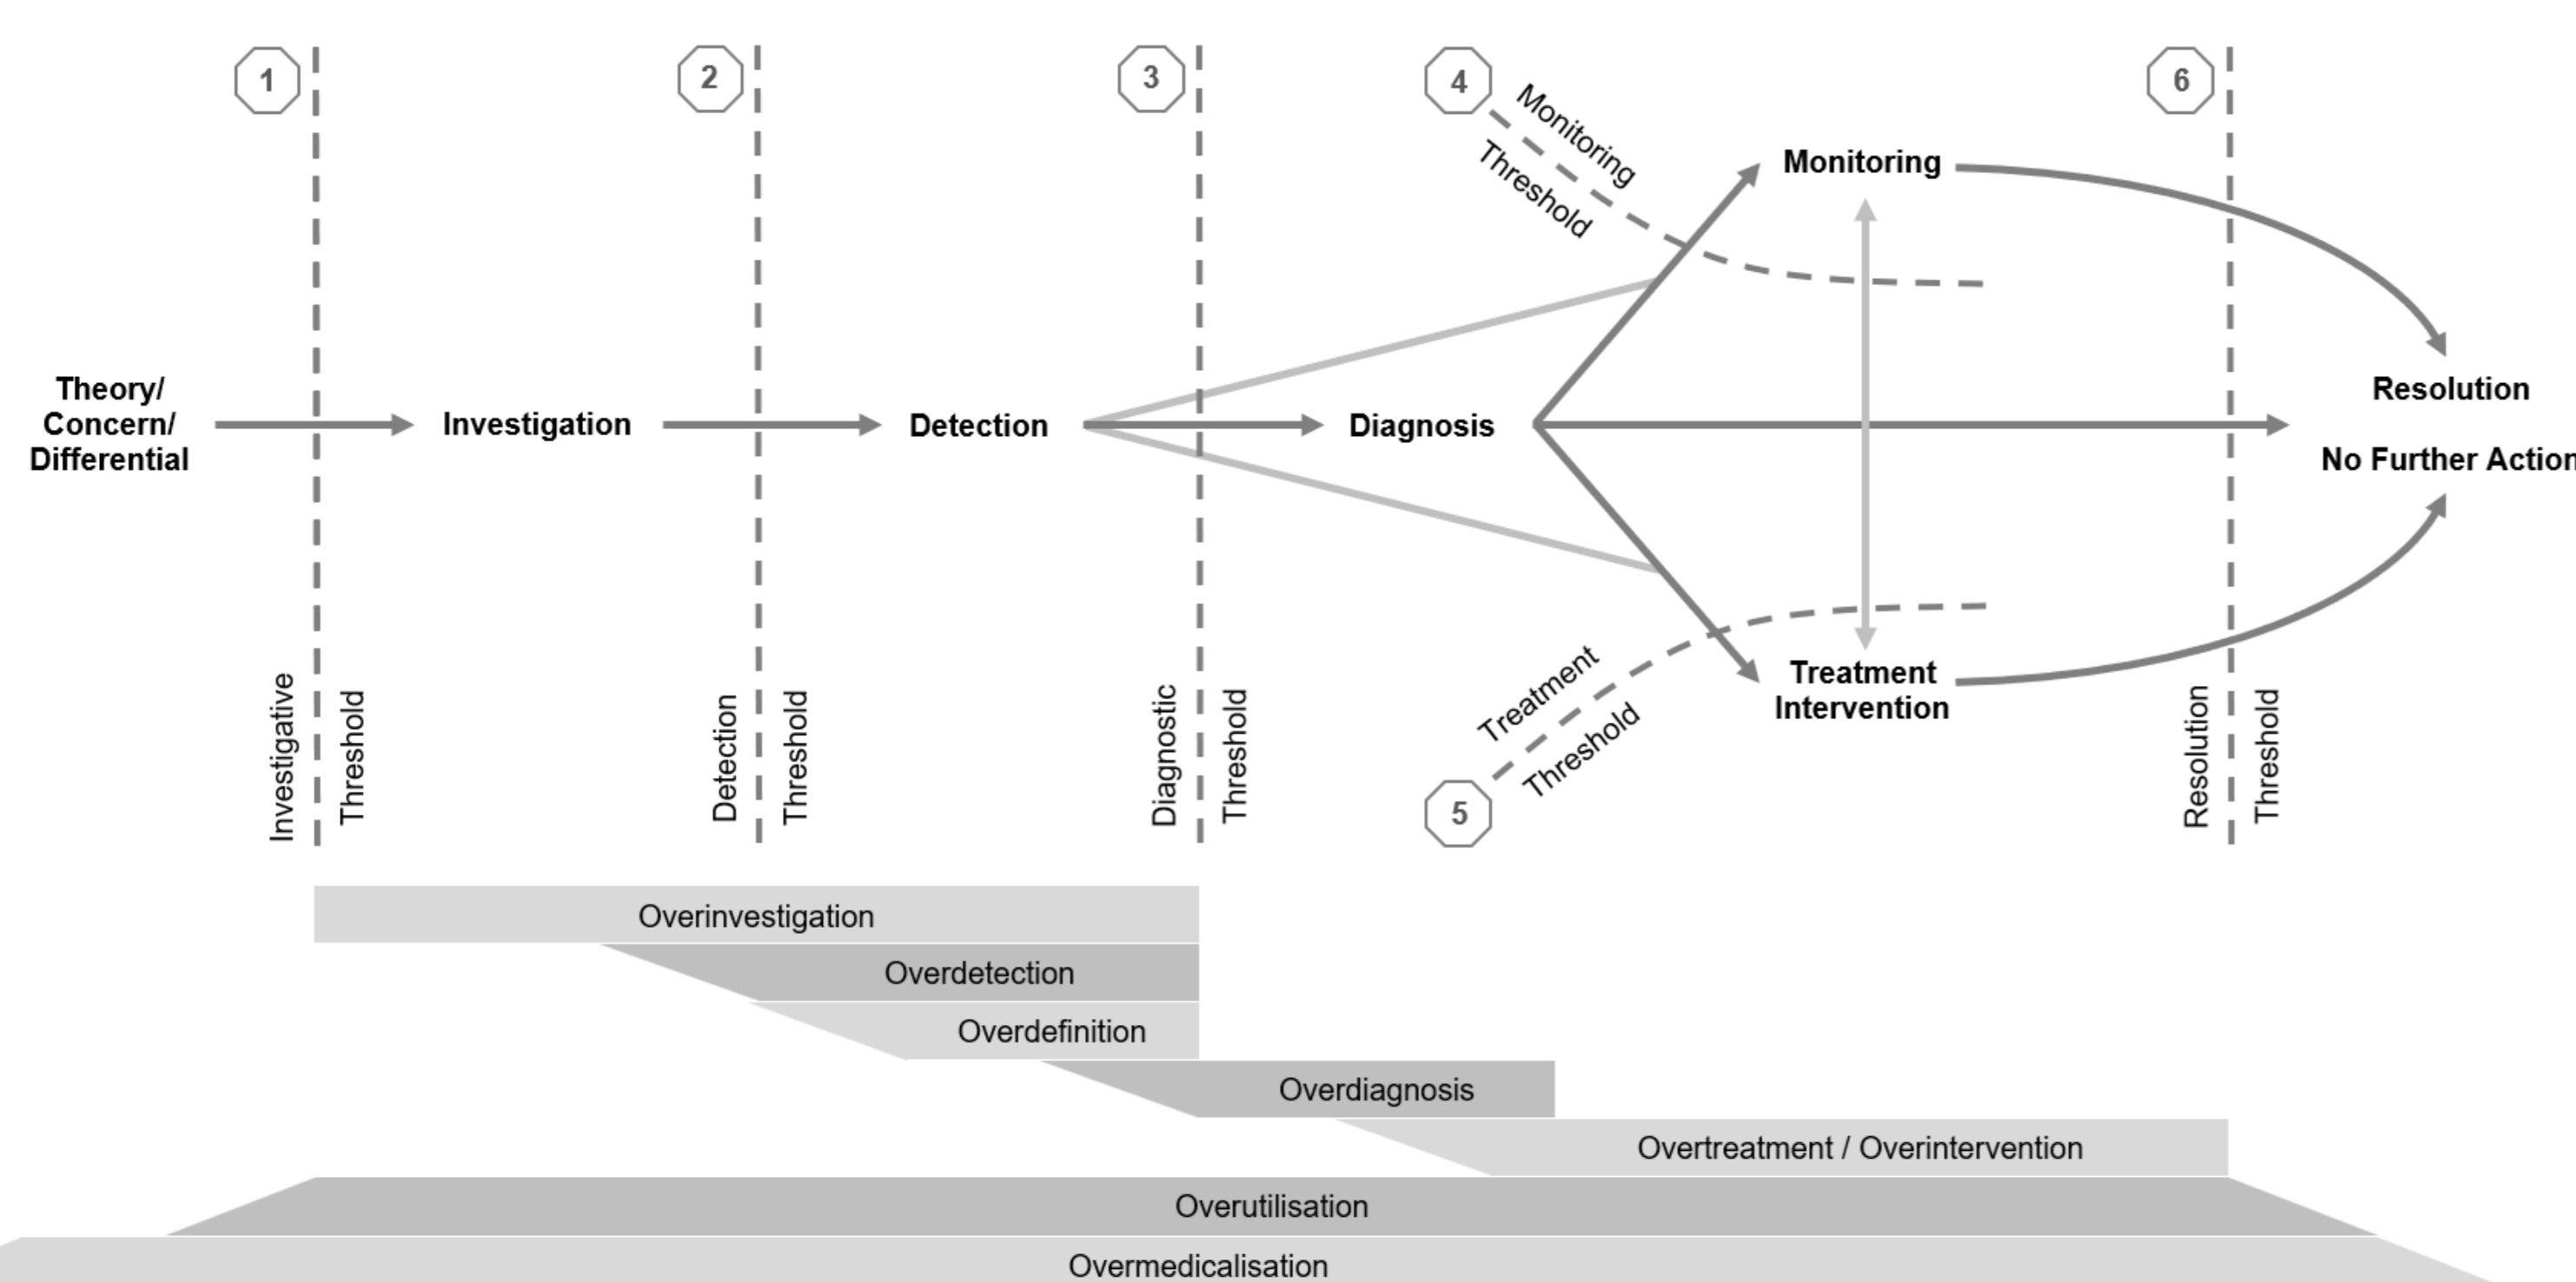 1
2
3
4
6
Monitoring
Threshold
Monitoring
Theory/
Concern/
Differential
Investigation
Detection
Diagnosis
Resolution
No Further Action
Treatment
Intervention
Treatment
Threshold
5
Investigative
Threshold
Detection
Threshold
Diagnostic
Threshold
Resolution
Threshold
Overinvestigation
Overdetection
Overdefinition
Overdiagnosis
Overtreatment / Overintervention
Overutilisation
Overmedicalisation